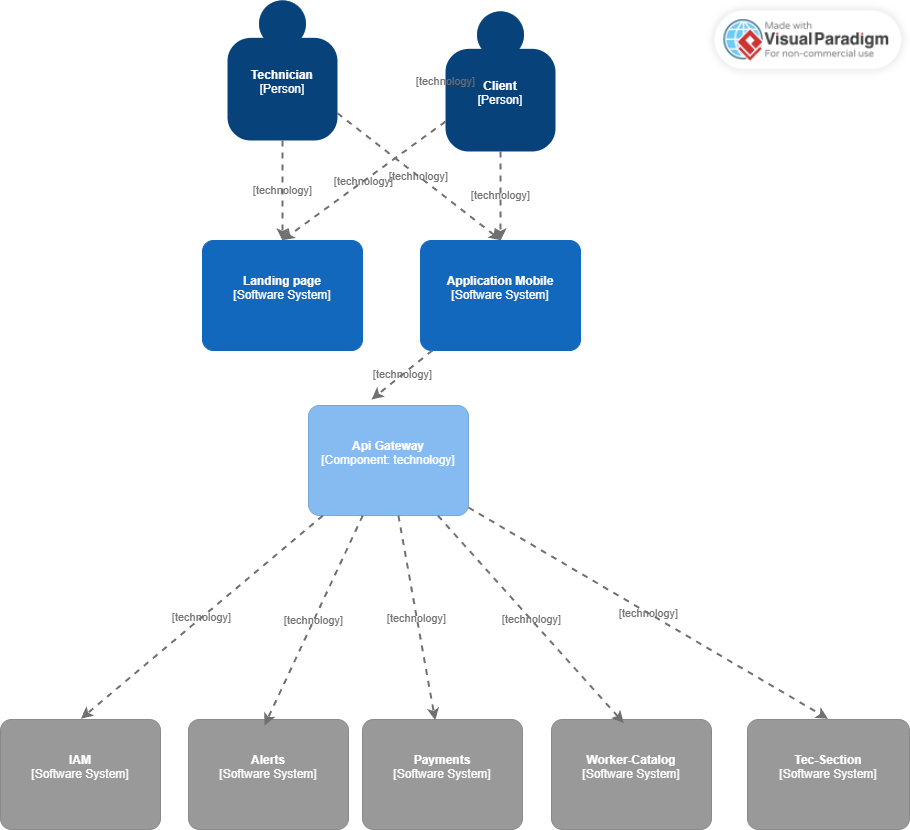 Made with
VisualParadigm
For non-commercial use
Technician
[Person]
[technology]
Client
[Person]
[technology]
[technology]
[technology]
[technology]
Landing page
[Software System]
Application Mobile
[Software System]
[technology]
Api Gateway
[Component: technology]
[technology]
[technology]
[technology]
[technology]
[technology]
IAM
[Software System]
Alerts
[Software System]
Payments
[Software System]
Worker-Catalog
[Software System]
Tec-Section
[Software System]